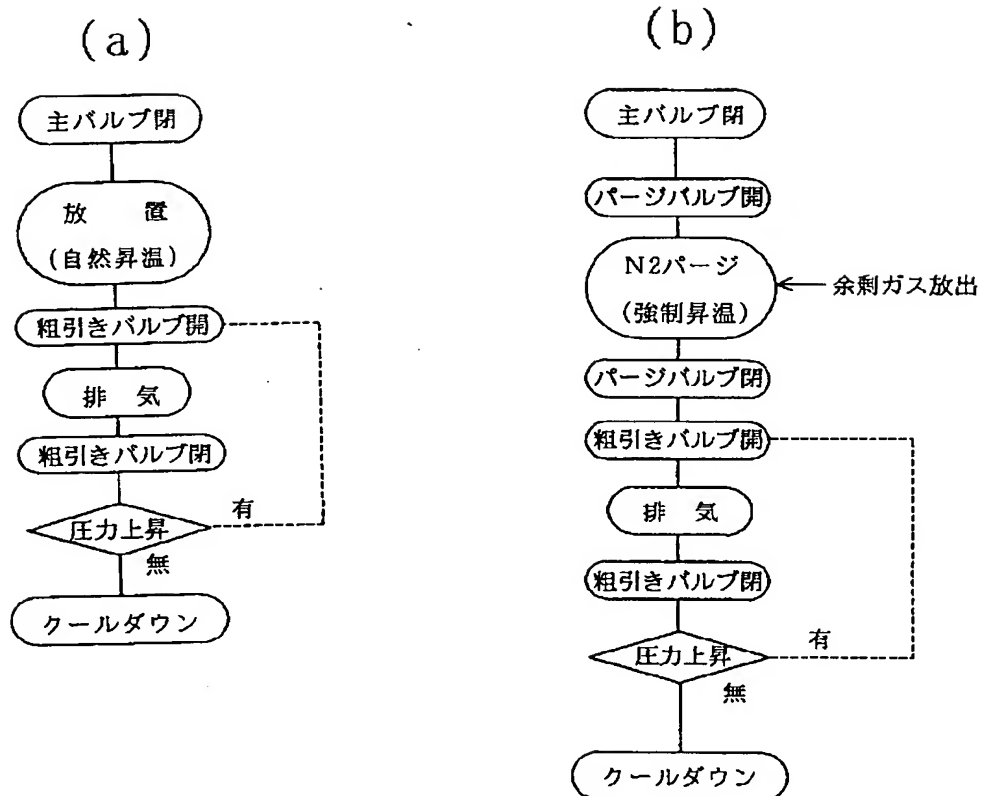 (a)
主バルブ閉
放 置
(自然昇温)
粗引きバルブ開
排 気
粗引きバルブ閉
圧力上昇
有
無
クールダウン
(b)
主バルブ閉
パージバルブ開
N2パージ
(強制昇温)
余剰ガス放出
パージバルブ閉
粗引きバルブ開
排 気
粗引きバルブ閉
圧力上昇
有
無
クールダウン